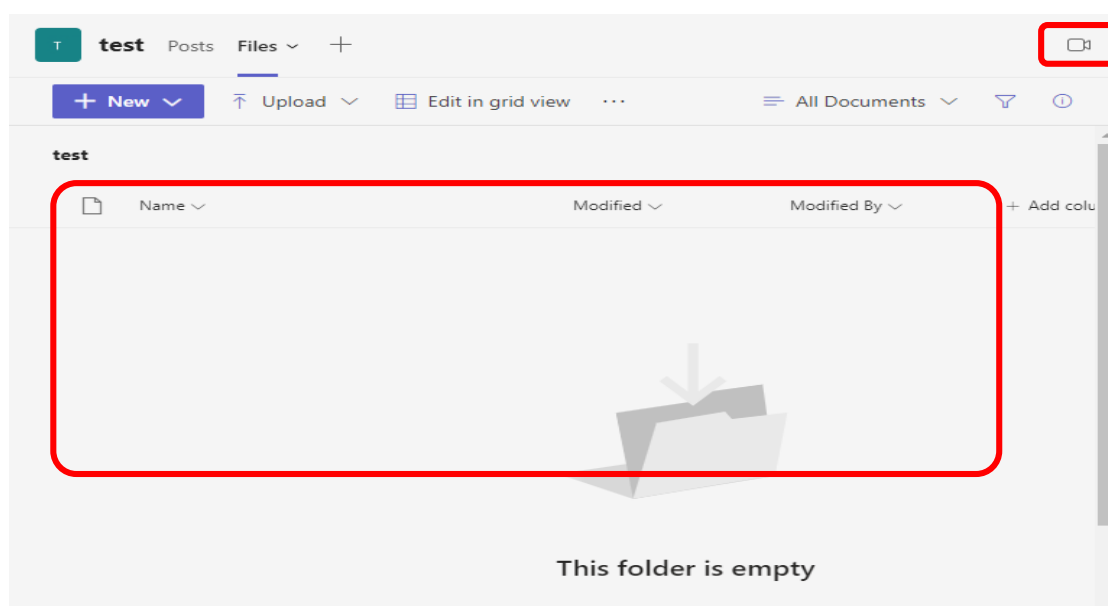 T test Posts Files
New Upload Edit in grid view ... All Documents
test
Name Modified Modified By + Add colu
This folder is empty